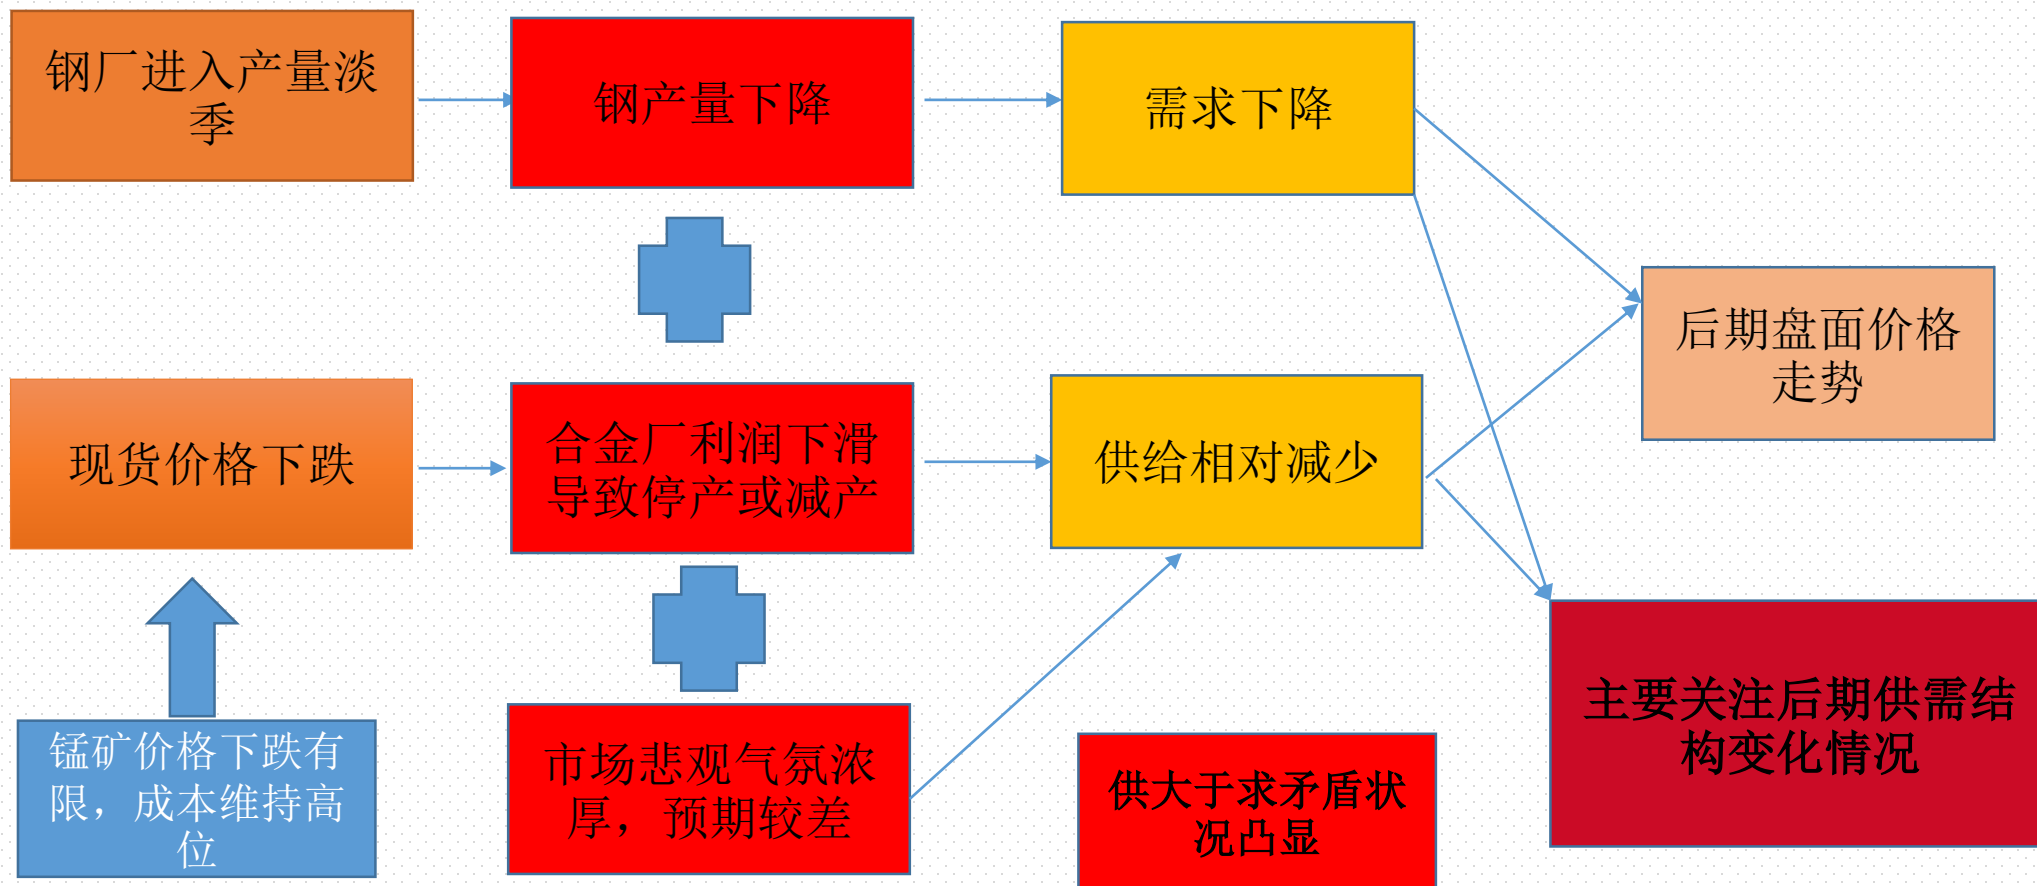 钢厂进入产量淡
季
钢产量下降
需求下降
后期盘面价格
走势
现货价格下跌
合金厂利润下滑
导致停产或减产
供给相对减少
锰矿价格下跌有
限，成本维持高
位
市场悲观气氛浓
厚，预期较差
供大于求矛盾状
况凸显
主要关注后期供需结
构变化情况